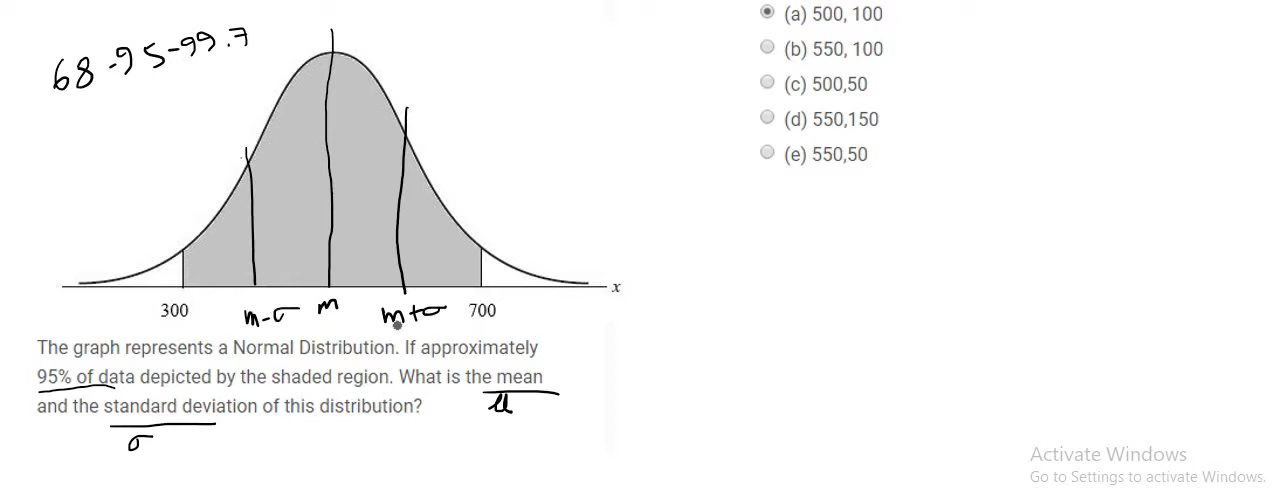 68-95-99.7
x
300 m-σ m m+σ 700
The graph represents a Normal Distribution. If approximately
95% of data depicted by the shaded region. What is the mean
and the standard deviation of this distribution?
μ
σ
(a) 500, 100
(b) 550, 100
(c) 500,50
(d) 550,150
(e) 550,50
Activate Windows
Go to Settings to activate Windows.